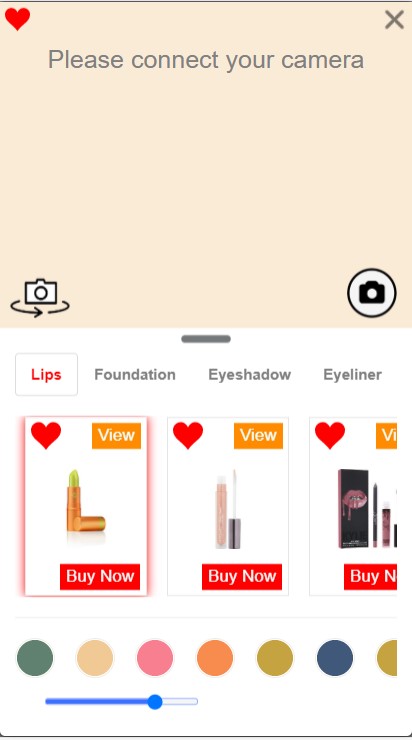 Please connect your camera
Lips Foundation Eyeshadow Eyeliner
View View Vi
Buy Now Buy Now Buy N